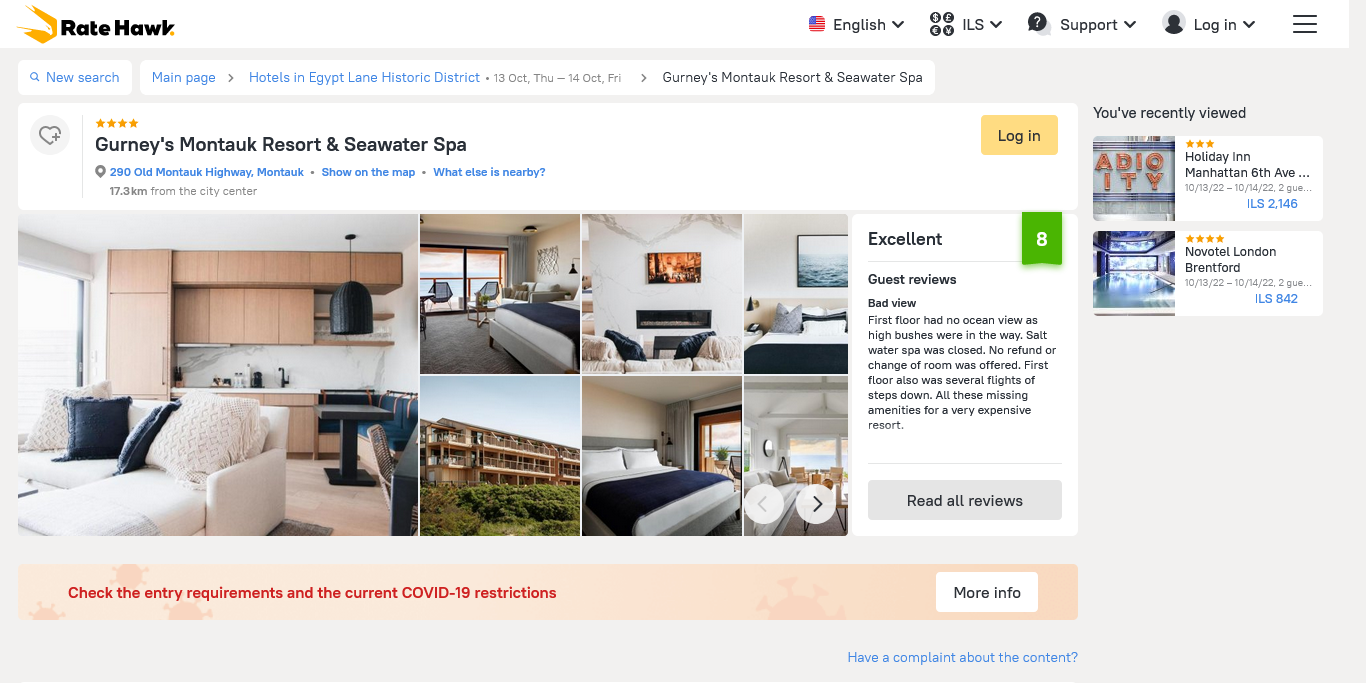 Rate Hawk.
English
ILS
Support
Log in
New search
Main page
Hotels in Egypt Lane Historic District • 13 Oct, Thu — 14 Oct, Fri
Gurney's Montauk Resort & Seawater Spa
Gurney's Montauk Resort & Seawater Spa
290 Old Montauk Highway, Montauk • Show on the map • What else is nearby?
17.3km from the city center
Log in
Excellent
8
Guest reviews
Bad view
First floor had no ocean view as
high bushes were in the way. Salt
water spa was closed. No refund or
change of room was offered. First
floor also was several flights of
steps down. All these missing
amenities for a very expensive
resort.
Read all reviews
You've recently viewed
ADIO
ITY
Holiday Inn
Manhattan 6th Ave ...
10/13/22 – 10/14/22, 2 gue...
ILS 2,146
Novotel London
Brentford
10/13/22 – 10/14/22, 2 gue...
ILS 842
Check the entry requirements and the current COVID-19 restrictions
More info
Have a complaint about the content?